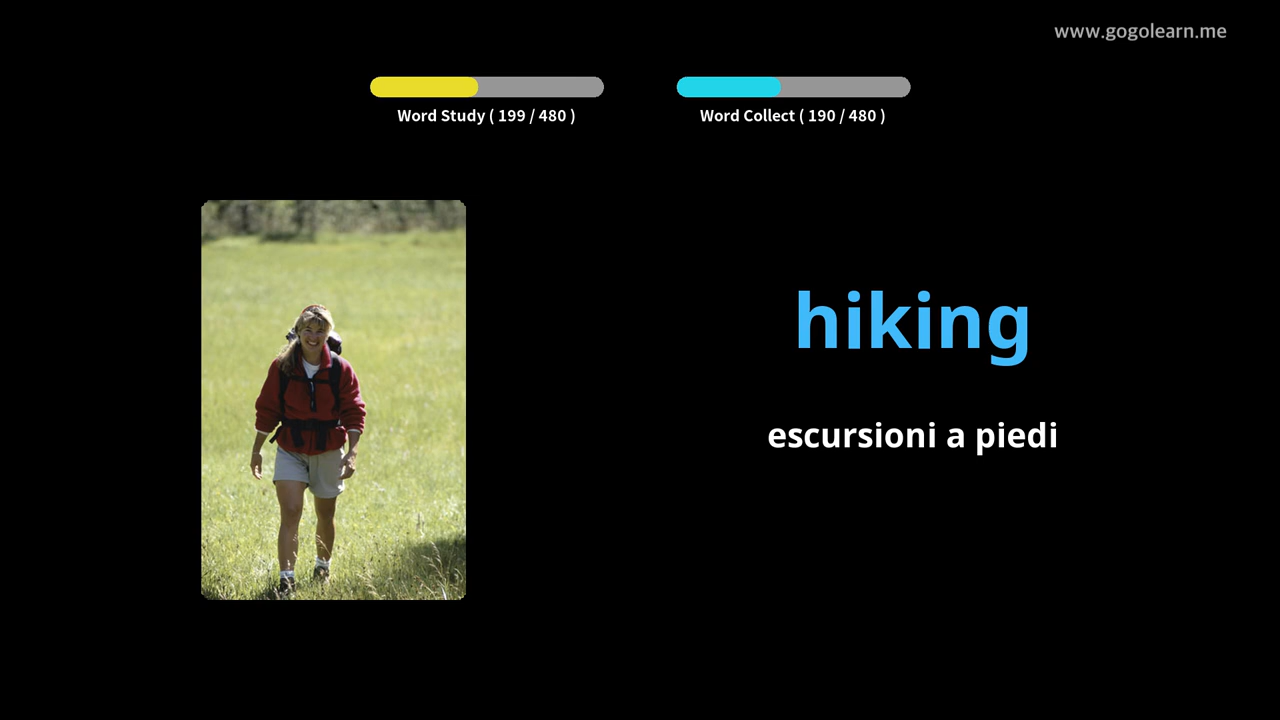 www.gogolearn.me
Word Study ( 199 / 480 )
Word Collect ( 190 / 480 )
hiking
escursioni a piedi